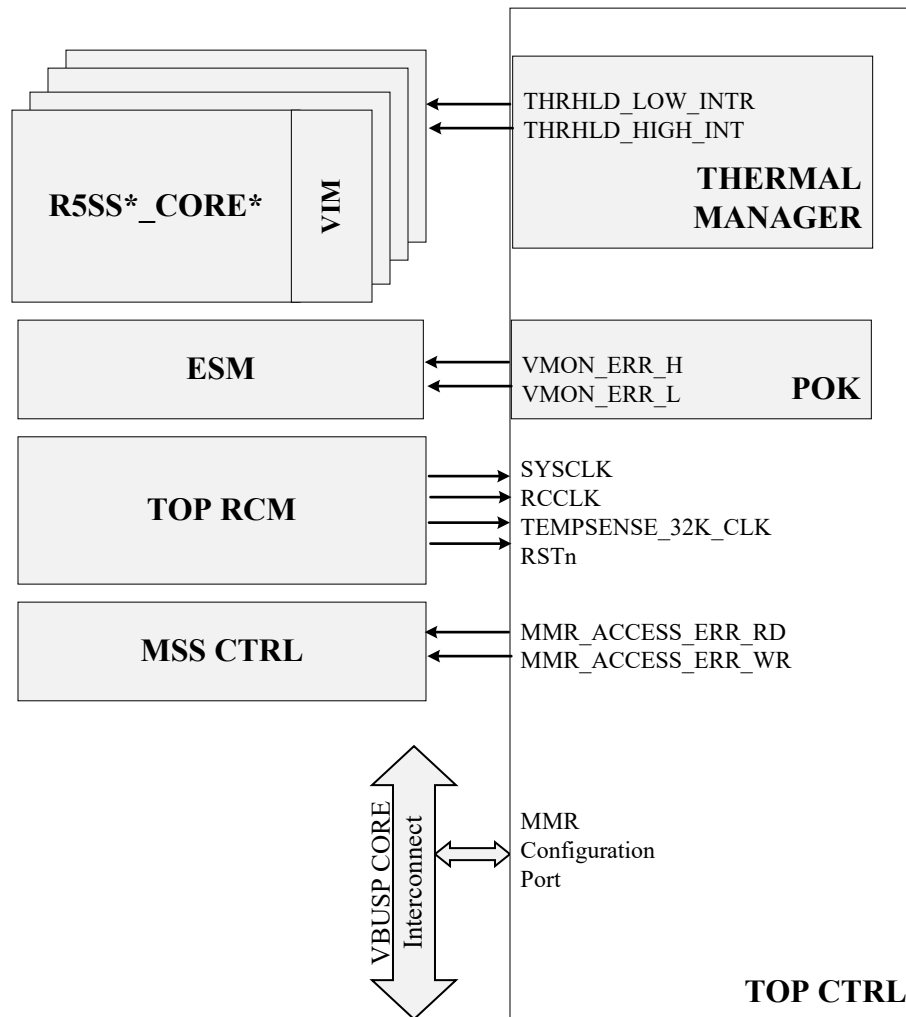 THRHLD_LOW_INTR
THRHLD_HIGH_INT
THERMAL
MANAGER
R5SS*_CORE*
VIM
ESM
VMON_ERR_H
VMON_ERR_L
POK
TOP RCM
SYSCLK
RCCLK
TEMPSENSE_32K_CLK
RSTn
MSS CTRL
MMR_ACCESS_ERR_RD
MMR_ACCESS_ERR_WR
VBUSP CORE
Interconnect
MMR
Configuration
Port
TOP CTRL